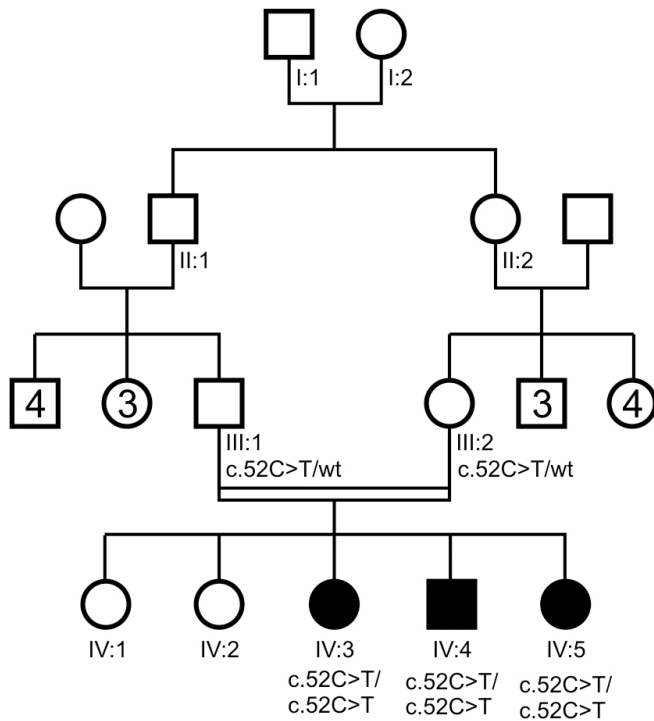 I:1
I:2
II:1
II:2
4
3
3
4
III:1
c.52C>T/wt
III:2
c.52C>T/wt
IV:1
IV:2
IV:3
IV:4
IV:5
c.52C>T/
c.52C>T
c.52C>T/
c.52C>T
c.52C>T/
c.52C>T